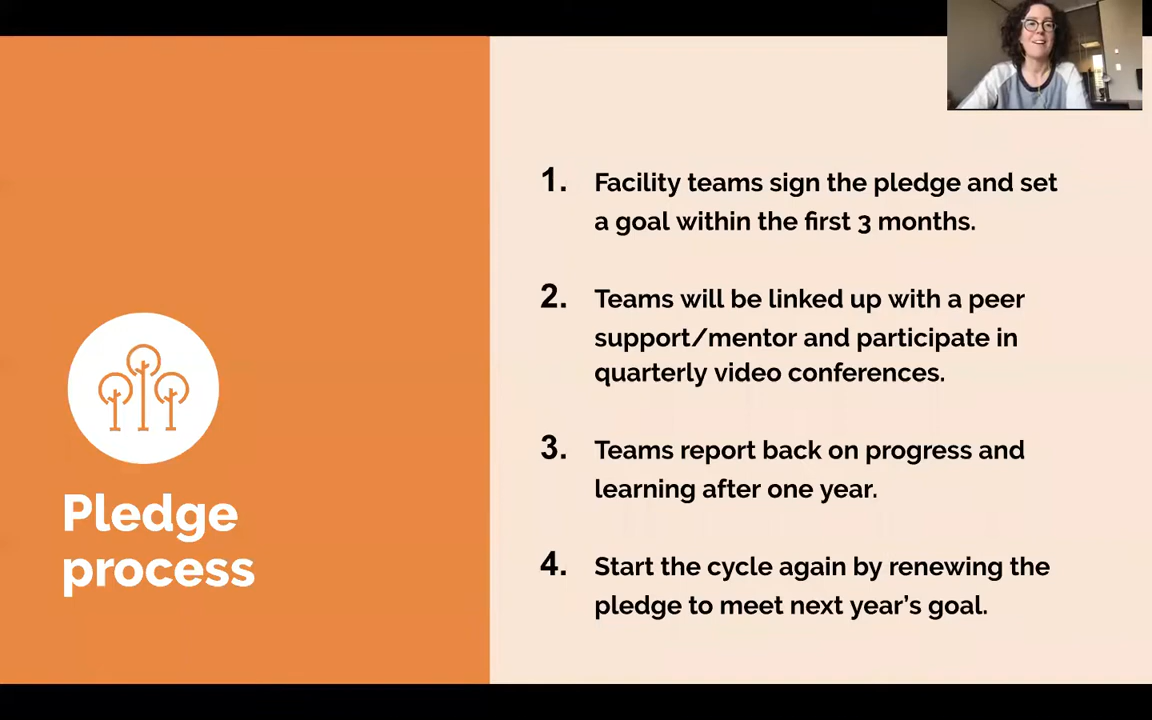 Pledge
process
1. Facility teams sign the pledge and set
a goal within the first 3 months.
2. Teams will be linked up with a peer
support/mentor and participate in
quarterly video conferences.
3. Teams report back on progress and
learning after one year.
4. Start the cycle again by renewing the
pledge to meet next year’s goal.